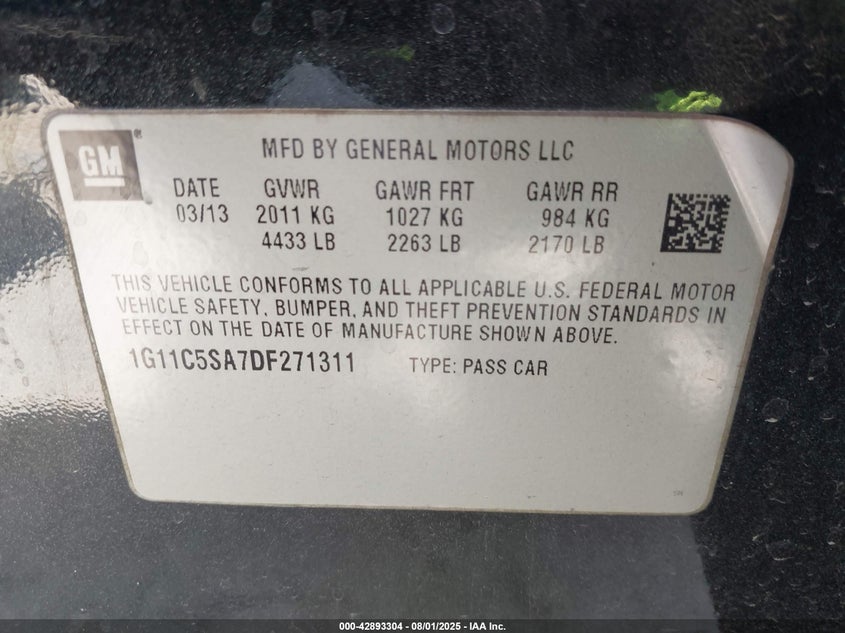 GM ®
MFD BY GENERAL MOTORS LLC
DATE GVWR GAWR FRT GAWR RR
03/13 2011 KG 1027 KG 984 KG
4433 LB 2263 LB 2170 LB
THIS VEHICLE CONFORMS TO ALL APPLICABLE U.S. FEDERAL MOTOR
VEHICLE SAFETY, BUMPER, AND THEFT PREVENTION STANDARDS IN
EFFECT ON THE DATE OF MANUFACTURE SHOWN ABOVE.
1G11C5SA7DF271311 TYPE: PASS CAR
000-42893304 - 08/01/2025 - IAA Inc.